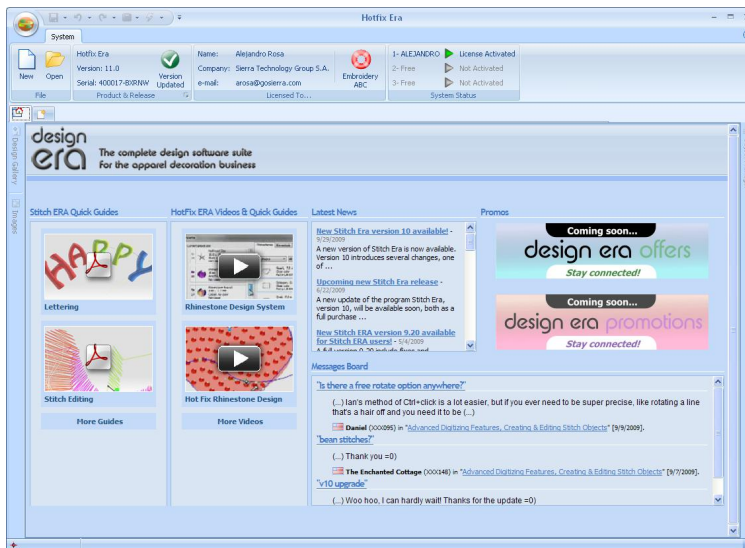 Hotfix Era
System
New
Open
File
Hotfix Era
Version: 11.0
Serial: 400017-BXRNW
Version Updated
Product & Release
Name: Alejandro Rosa
Company: Sierra Technology Group S.A.
e-mail: arosa@gosierra.com
Licensed To...
Embroidery ABC
1- ALEJANDRO License Activated
2- Free Not Activated
3- Free Not Activated
System Status
Design Gallery
Images
design
era
The complete design software suite
for the apparel decoration business
Stitch ERA Quick Guides
HAPPY
Lettering
Stitch Editing
More Guides
HotFix ERA Videos & Quick Guides
Rhinestone Design System
Hot Fix Rhinestone Design
More Videos
Latest News
New Stitch Era version 10 available! -
9/29/2009
A new version of Stitch Era is now available.
Version 10 introduces several changes, one
of ...
Upcoming new Stitch Era release -
6/22/2009
A new update of the program Stitch Era,
version 10, will be available soon, both as a
full purchase ...
New Stitch ERA version 9.20 available
for Stitch ERA users! - 5/4/2009
Promos
Coming soon...
design era offers
Stay connected!
Coming soon...
design era promotions
Stay connected!
Messages Board
"Is there a free rotate option anywhere?"
(...) Ian's method of Ctrl+click is a lot easier, but if you ever need to be super precise, like rotating a line
that's a hair off and you need it to be (...)
Daniel (XXX095) in "Advanced Digitizing Features, Creating & Editing Stitch Objects" [9/9/2009].
"bean stitches?"
(...) Thank you =0)
The Enchanted Cottage (XXX148) in "Advanced Digitizing Features, Creating & Editing Stitch Objects" [9/7/2009].
"v10 upgrade"
(...) Woo hoo, I can hardly wait! Thanks for the update =0)